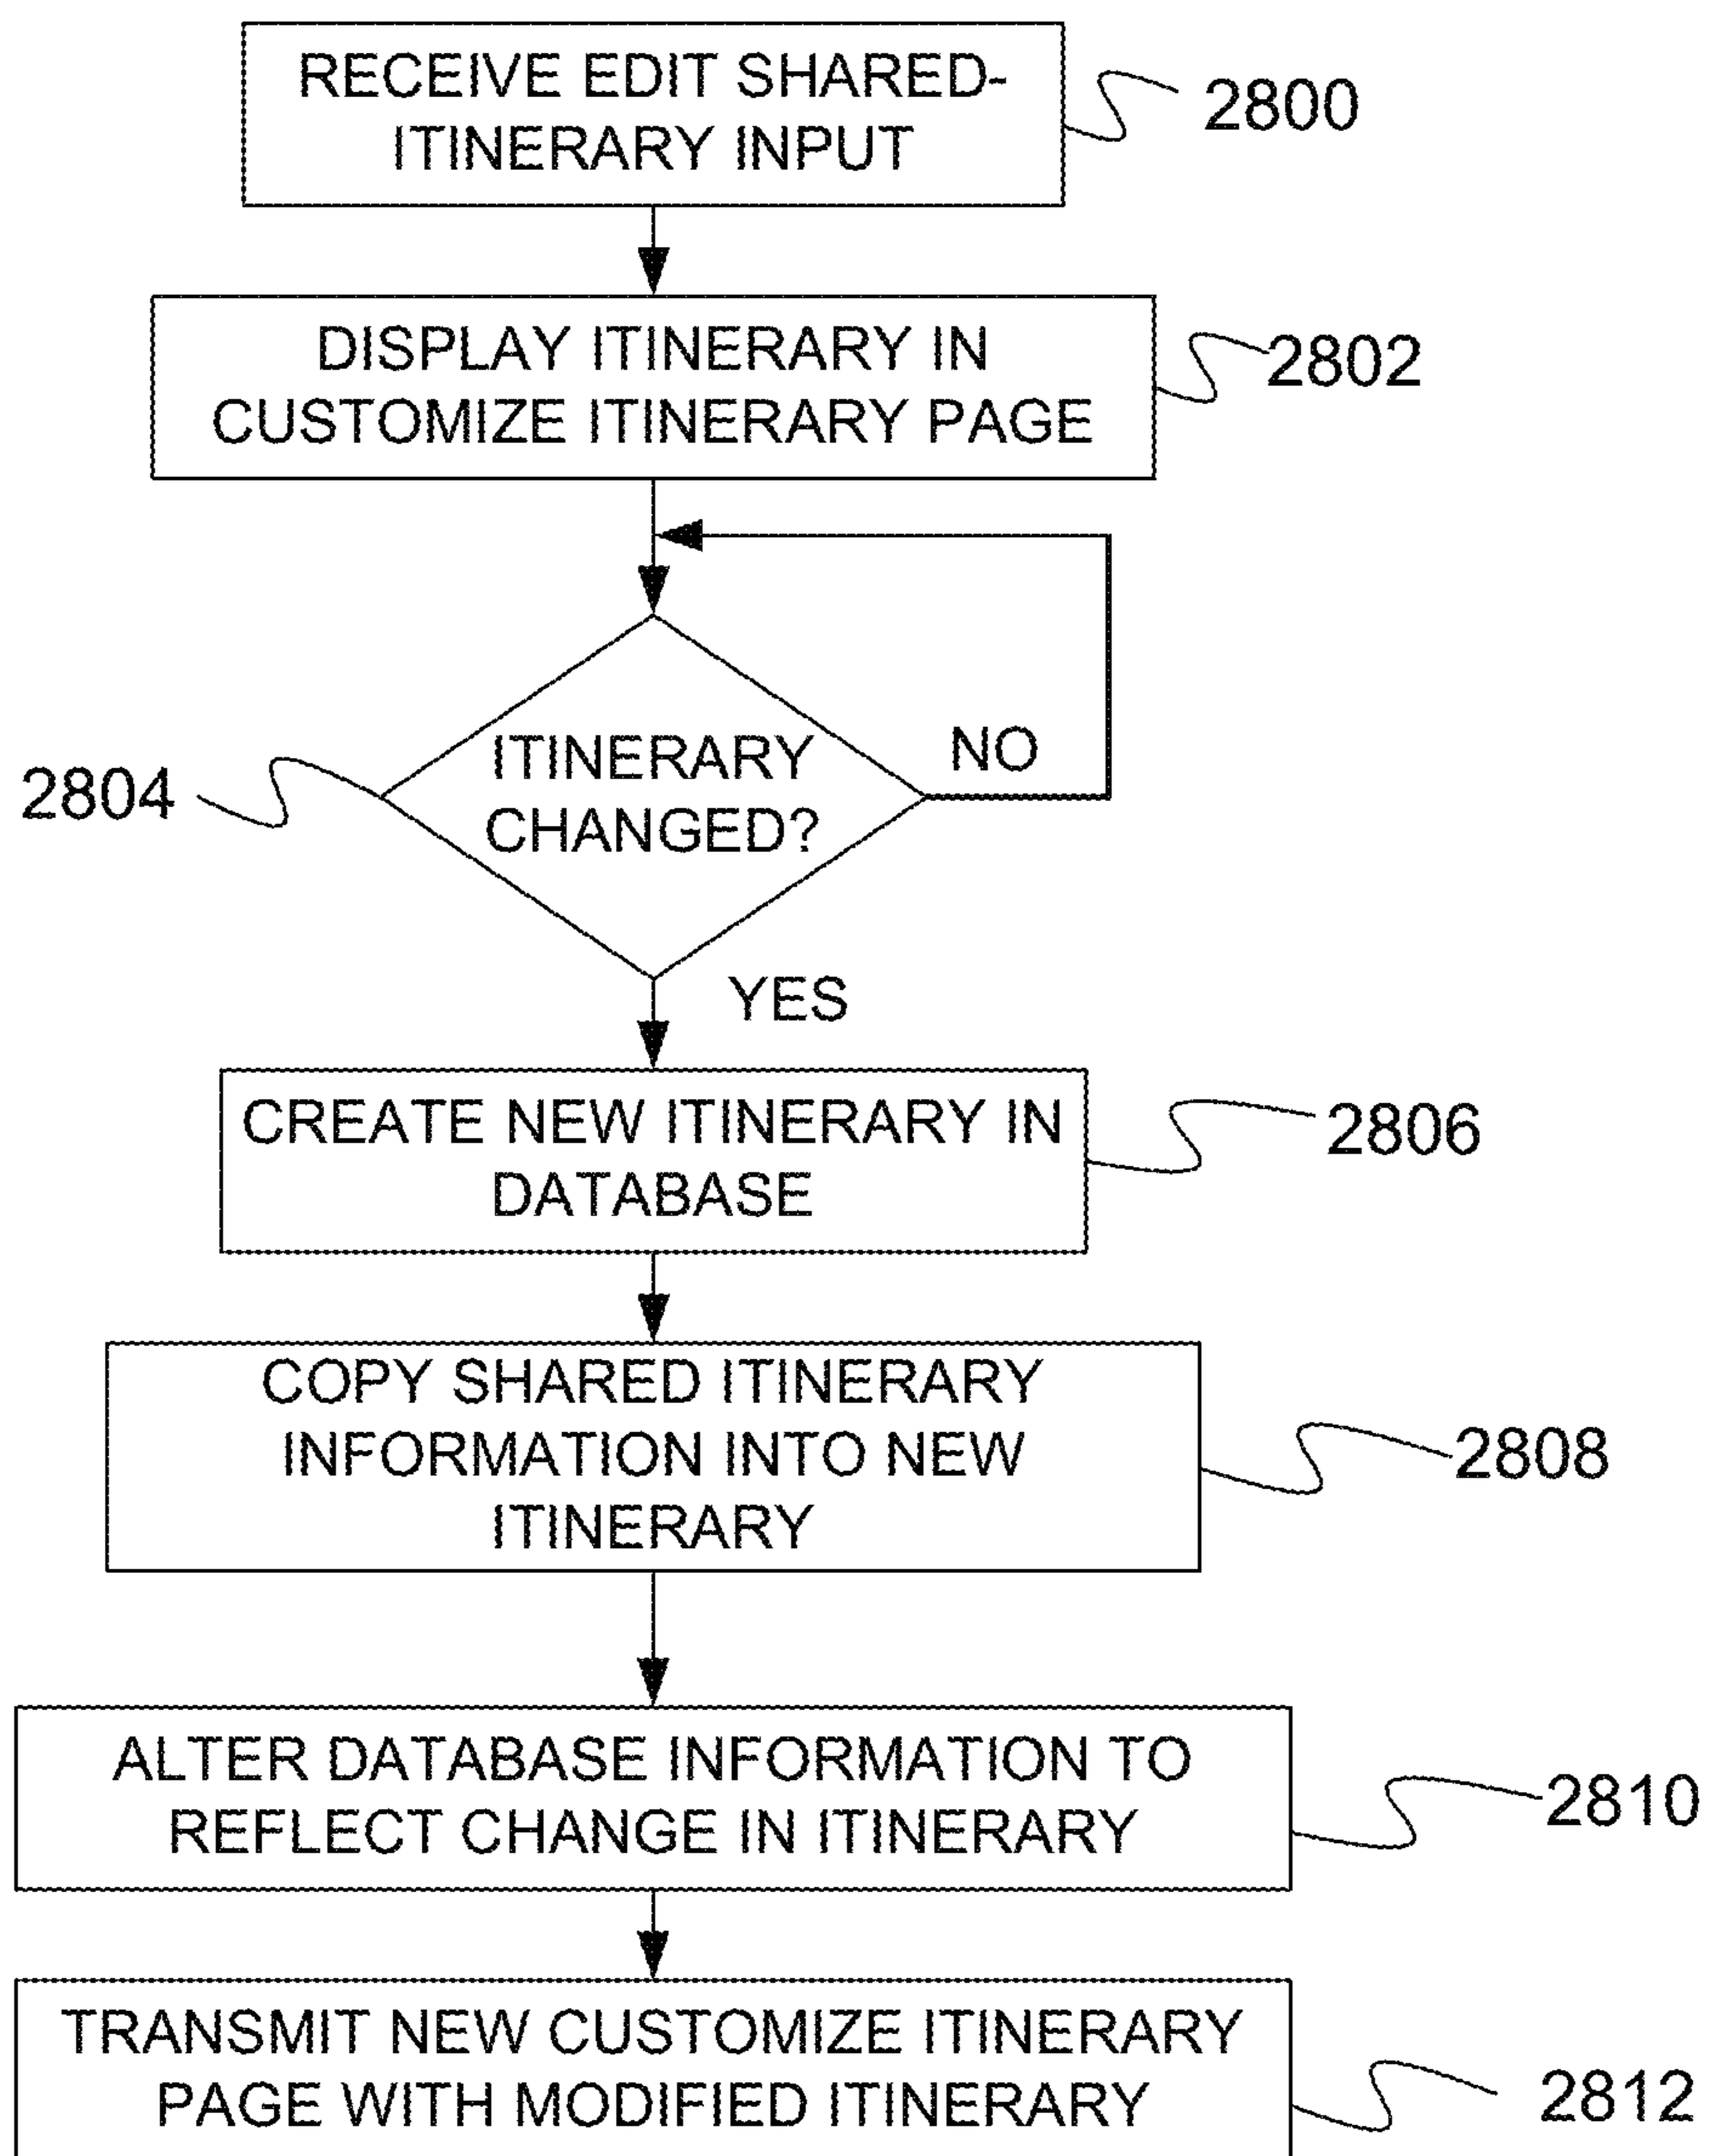 RECEIVE EDIT SHARED-
ITINERARY INPUT
2800
DISPLAY ITINERARY IN
CUSTOMIZE ITINERARY PAGE
2802
ITINERARY
CHANGED?
NO
2804
YES
CREATE NEW ITINERARY IN
DATABASE
2806
COPY SHARED ITINERARY
INFORMATION INTO NEW
ITINERARY
2808
ALTER DATABASE INFORMATION TO
REFLECT CHANGE IN ITINERARY
2810
TRANSMIT NEW CUSTOMIZE ITINERARY
PAGE WITH MODIFIED ITINERARY
2812